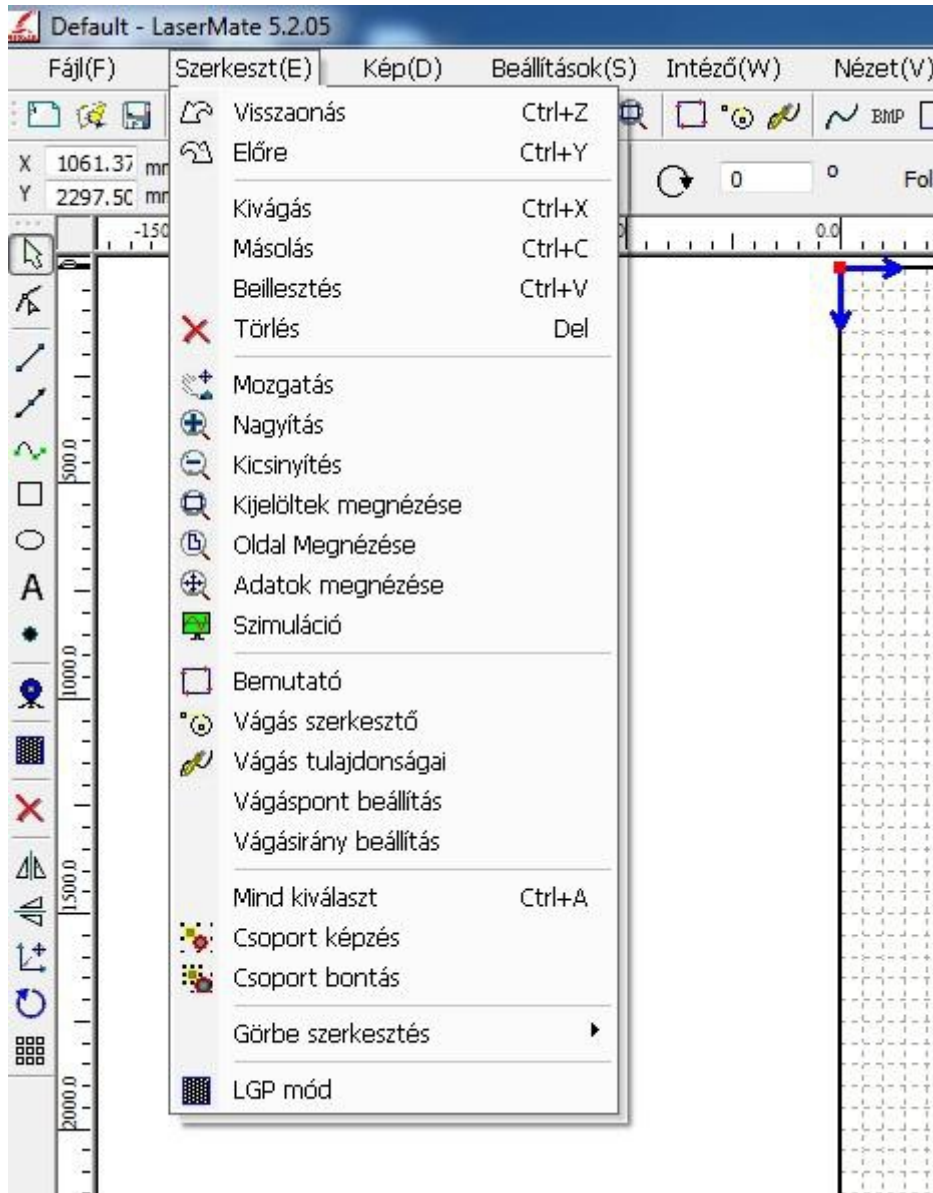 Default - LaserMate 5.2.05
Fájl(F) Szerkeszt(E) Kép(D) Beállítások(S) Intéző(W) Nézet(V)
BMP
X 1061.37 mm
0 °
Y 2297.50 mm
-150
0.0
Visszaonás Ctrl+Z
Előre Ctrl+Y
Kivágás Ctrl+X
Másolás Ctrl+C
Beillesztés Ctrl+V
Törlés Del
Mozgatás
Nagyítás
Kicsinyítés
Kijelöltek megnézése
Oldal Megnézése
Adatok megnézése
Szimuláció
Bemutató
Vágás szerkesztő
Vágás tulajdonságai
Vágáspont beállítás
Vágásirány beállítás
Mind kiválaszt Ctrl+A
Csoport képzés
Csoport bontás
Görbe szerkesztés
LGP mód
A
500.0
1000.0
1500.0
2000.0